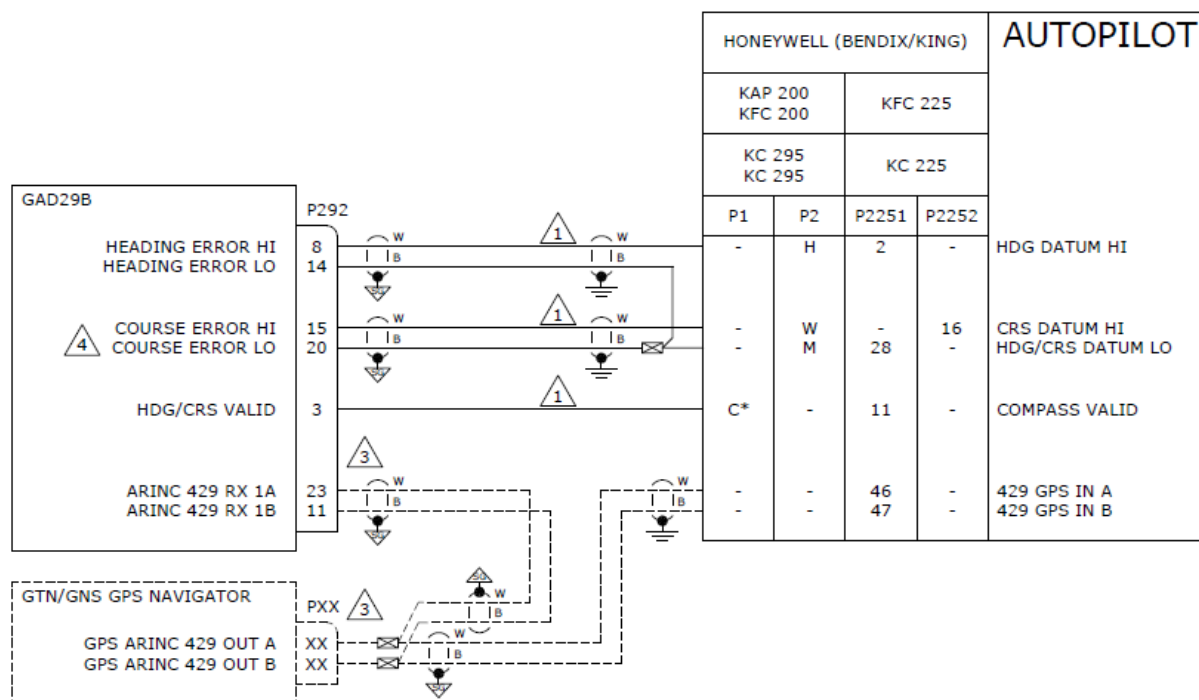 HONEYWELL (BENDIX/KING) AUTOPILOT
KAP 200
KFC 200
KFC 225
KC 295
KC 295
KC 225
P1 P2 P2251 P2252
GAD29B
P292
HEADING ERROR HI 8 W 1 W - H 2 - HDG DATUM HI
HEADING ERROR LO 14 B B
SG
COURSE ERROR HI 15 W 1 W - W - 16 CRS DATUM HI
4 COURSE ERROR LO 20 B B - M 28 - HDG/CRS DATUM LO
SG
HDG/CRS VALID 3 1 C* - 11 - COMPASS VALID
3
ARINC 429 RX 1A 23 W W - - 46 - 429 GPS IN A
ARINC 429 RX 1B 11 B B - - 47 - 429 GPS IN B
SG
SG
GTN/GNS GPS NAVIGATOR PXX 3 W
B
GPS ARINC 429 OUT A XX W
GPS ARINC 429 OUT B XX B
SG